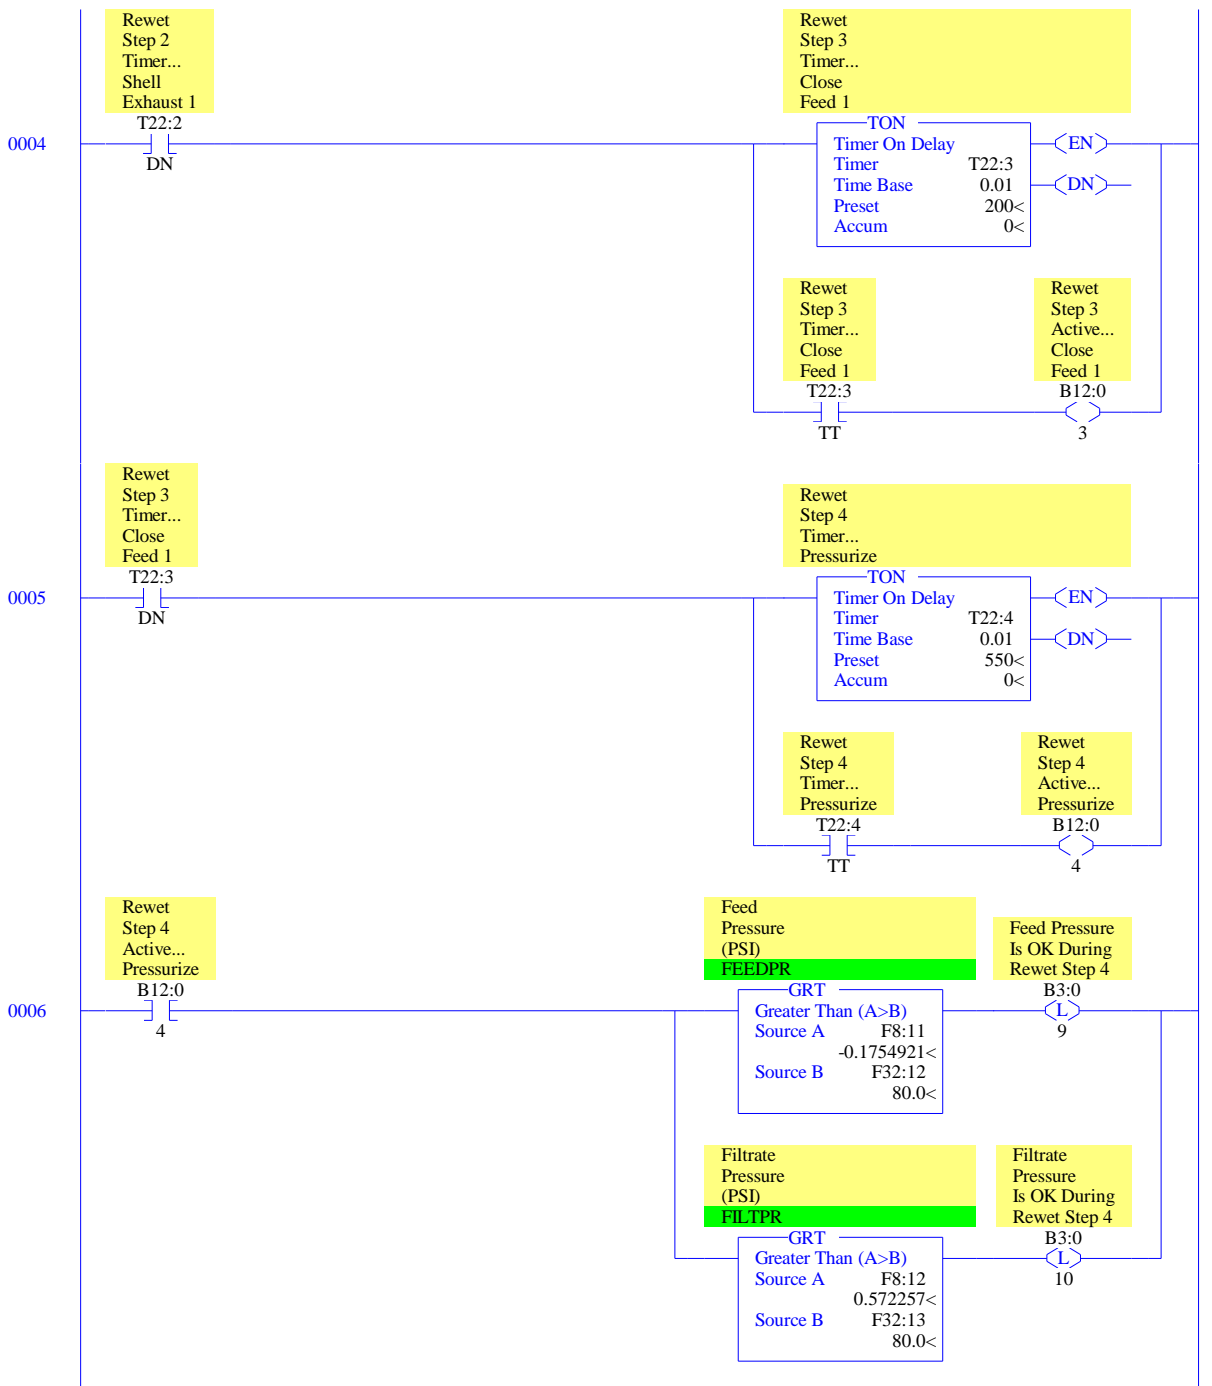 Rewet
Step 2
Timer...
Shell
Exhaust 1
T22:2
DN
0004
Rewet
Step 3
Timer...
Close
Feed 1
TON
Timer On Delay
Timer T22:3
Time Base 0.01
Preset 200<
Accum 0<
EN
DN
Rewet
Step 3
Timer...
Close
Feed 1
T22:3
TT
Rewet
Step 3
Active...
Close
Feed 1
B12:0
3
Rewet
Step 3
Timer...
Close
Feed 1
T22:3
DN
0005
Rewet
Step 4
Timer...
Pressurize
TON
Timer On Delay
Timer T22:4
Time Base 0.01
Preset 550<
Accum 0<
EN
DN
Rewet
Step 4
Timer...
Pressurize
T22:4
TT
Rewet
Step 4
Active...
Pressurize
B12:0
4
Rewet
Step 4
Active...
Pressurize
B12:0
4
0006
Feed
Pressure
(PSI)
FEEDPR
GRT
Greater Than (A>B)
Source A F8:11
-0.1754921<
Source B F32:12
80.0<
Feed Pressure
Is OK During
Rewet Step 4
B3:0
L
9
Filtrate
Pressure
(PSI)
FILTPR
GRT
Greater Than (A>B)
Source A F8:12
0.572257<
Source B F32:13
80.0<
Filtrate
Pressure
Is OK During
Rewet Step 4
B3:0
L
10